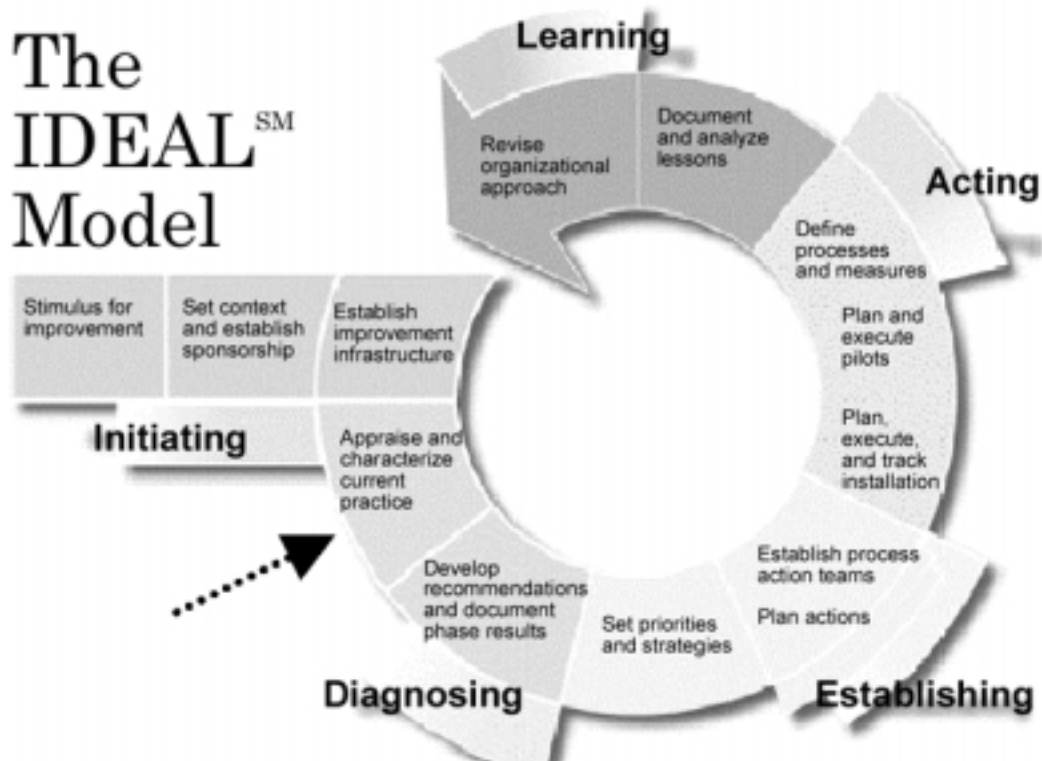 The
IDEAL SM
Model
Learning
Revise
organizational
approach
Document
and analyze
lessons
Acting
Define
processes
and measures
Plan and
execute
pilots
Plan,
execute,
and track
installation
Stimulus for
improvement
Set context
and establish
sponsorship
Establish
improvement
infrastructure
Initiating
Appraise and
characterize
current
practice
Develop
recommendations
and document
phase results
Set priorities
and strategies
Establish process
action teams
Plan actions
Diagnosing
Establishing